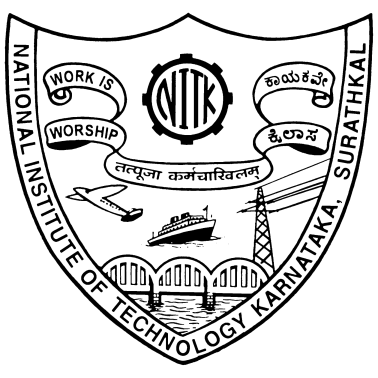 NATIONAL INSTITUTE OF TECHNOLOGY KARNATAKA, SURATHKAL
NITK
WORK IS
WORSHIP
ಕಾಯಕವೇ
ಕೈಲಾಸ
तत्पूजा कर्मचाखिलम्